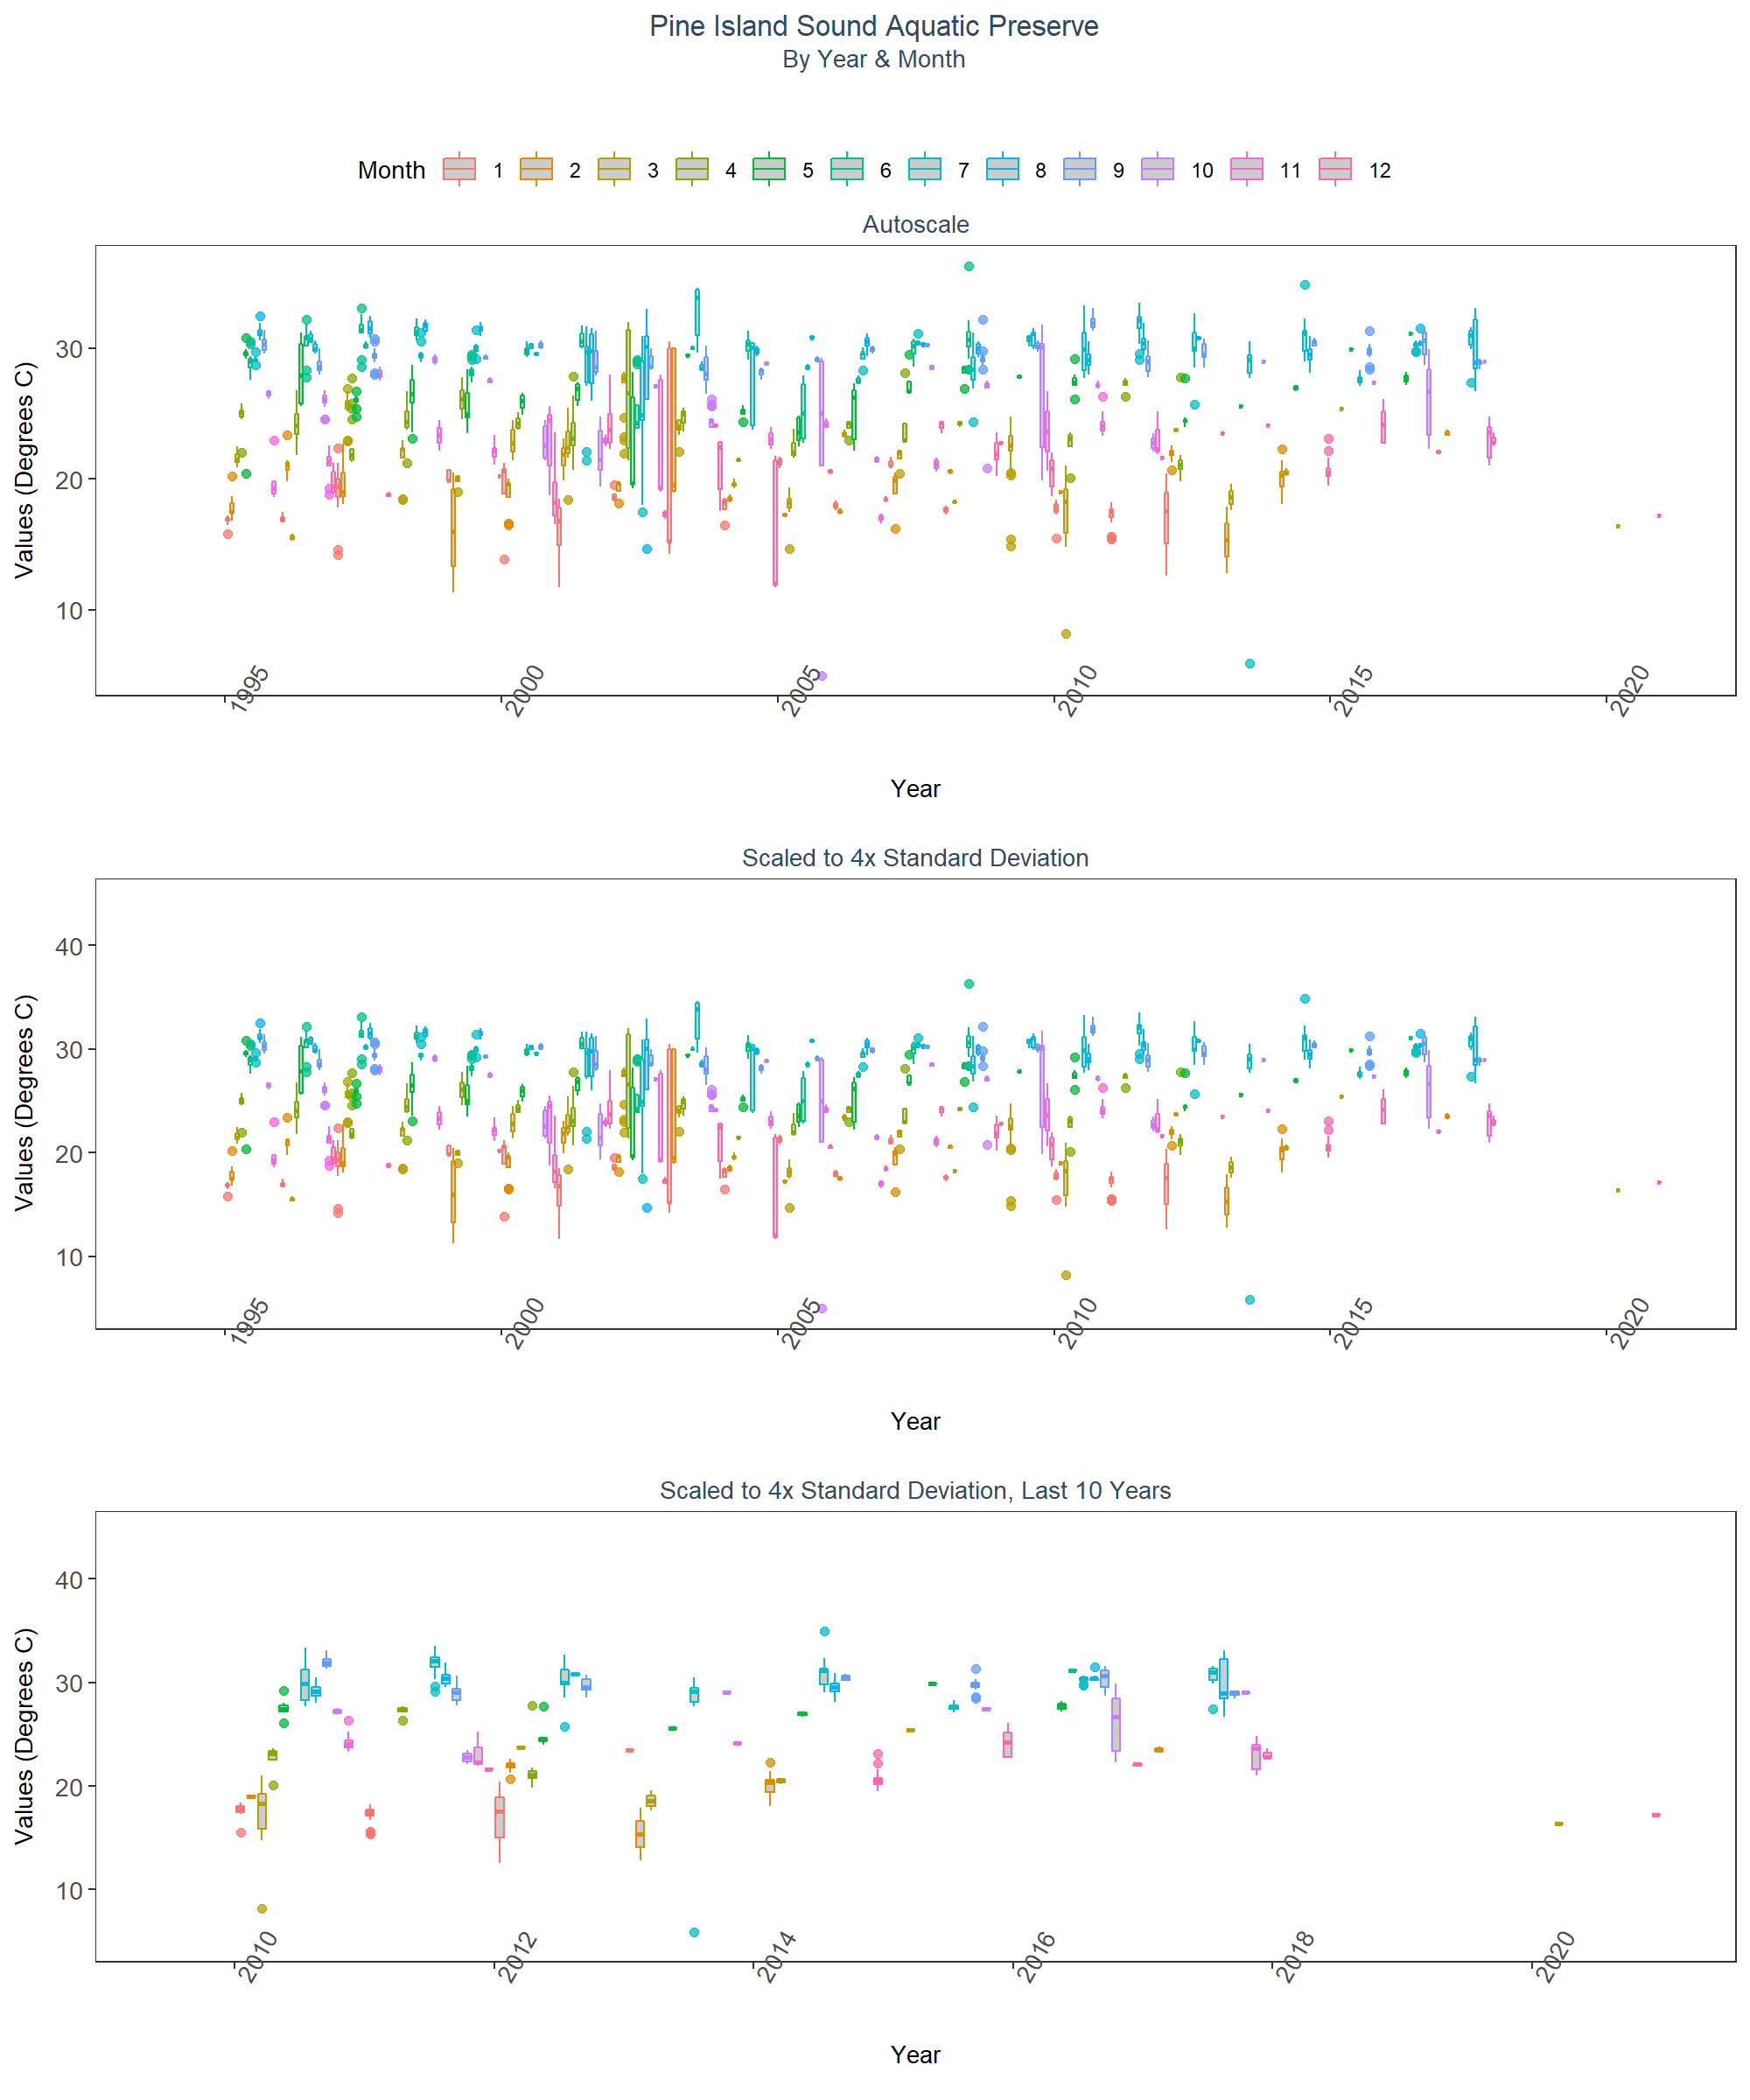 Pine Island Sound Aquatic Preserve
By Year & Month
Month 1 2 3 4 5 6 7 8 9 10 11 12
Autoscale
Values (Degrees C)
30
20
10
1995 2000 2005 2010 2015 2020
Year
Scaled to 4x Standard Deviation
Values (Degrees C)
40
30
20
10
1995 2000 2005 2010 2015 2020
Year
Scaled to 4x Standard Deviation, Last 10 Years
Values (Degrees C)
40
30
20
10
2010 2012 2014 2016 2018 2020
Year